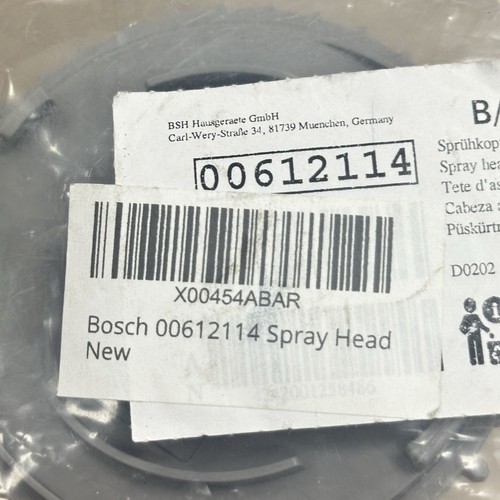 BSH Hausgeraete GmbH
Carl-Wery-Straße 34, 81739 Muenchen, Germany
00612114
B/
Sprühkop
Spray hea
Tete d'as
Cabeza
Püskürtm
D0202
X00454ABAR
Bosch 00612114 Spray Head
New